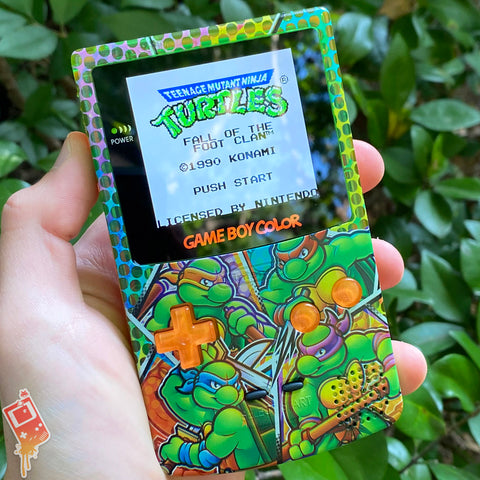 TEENAGE MUTANT NINJA
TURTLES
®
FALL OF THE
FOOT CLAN
©1990 KONAMI
PUSH START
LICENSED BY NINTENDO
POWER
GAME BOY COLOR